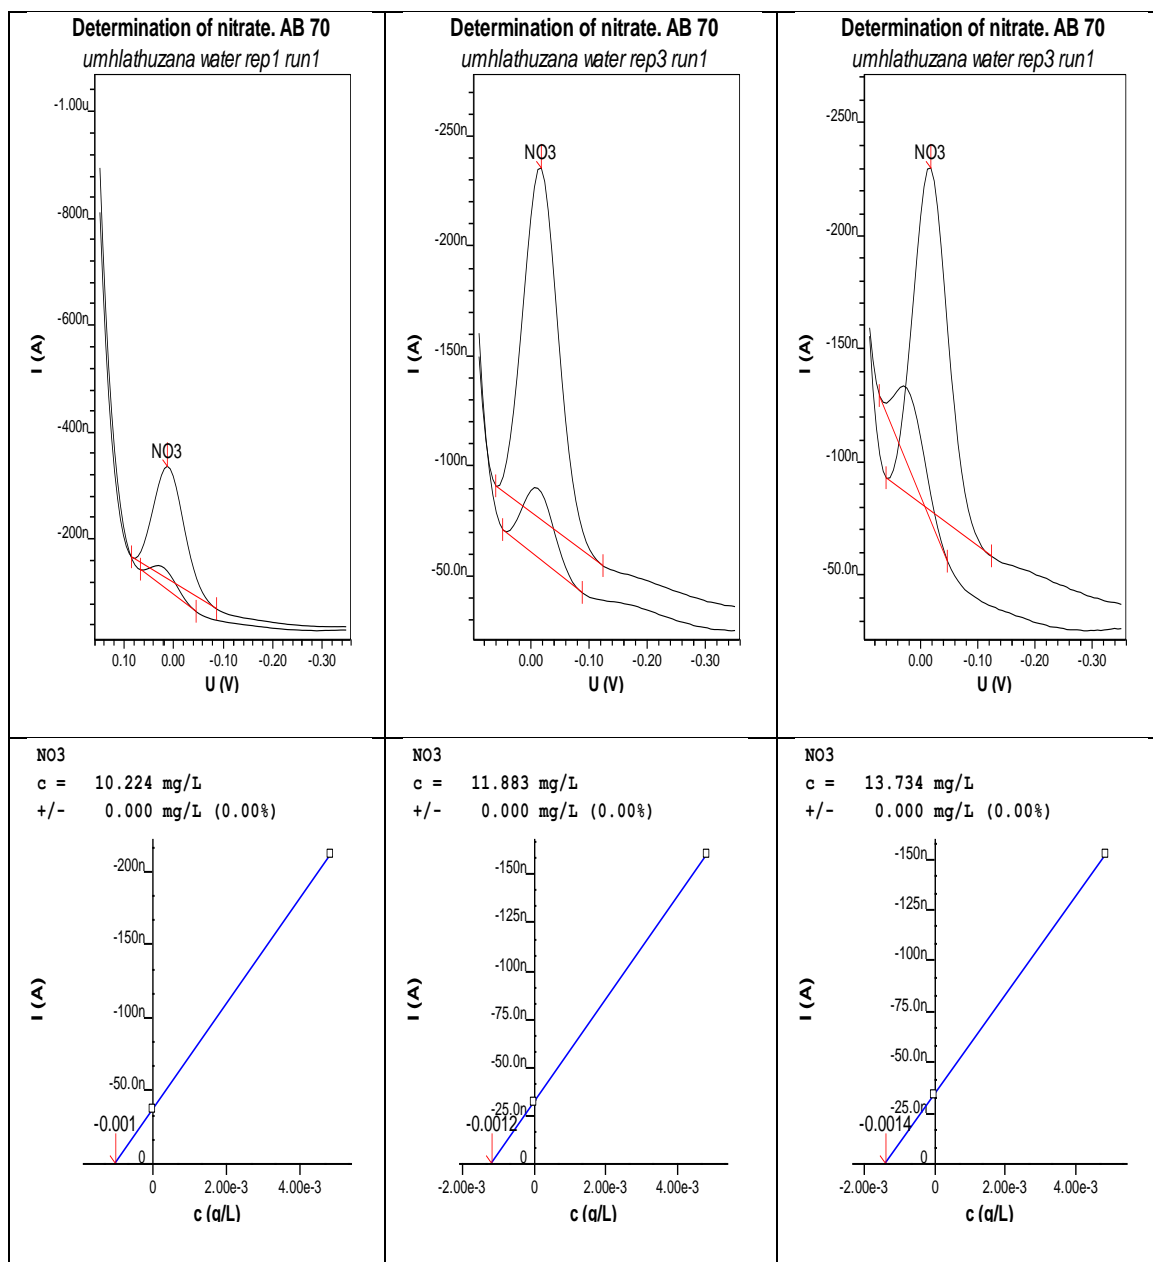 Determination of nitrate. AB 70
umhlathuzana water rep1 run1
-1.00u
-800n
-600n
-400n
-200n
I (A)
NO3
0.10 0.00 -0.10 -0.20 -0.30
U (V)
Determination of nitrate. AB 70
umhlathuzana water rep3 run1
-250n
-200n
-150n
-100n
-50.0n
I (A)
NO3
0.00 -0.10 -0.20 -0.30
U (V)
Determination of nitrate. AB 70
umhlathuzana water rep3 run1
-250n
-200n
-150n
-100n
-50.0n
I (A)
NO3
0.00 -0.10 -0.20 -0.30
U (V)
NO3
c = 10.224 mg/L
+/- 0.000 mg/L (0.00%)
-200n
-150n
-100n
-50.0n
0
I (A)
-0.001
0 2.00e-3 4.00e-3
c (g/L)
NO3
c = 11.883 mg/L
+/- 0.000 mg/L (0.00%)
-150n
-125n
-100n
-75.0n
-50.0n
-25.0n
0
I (A)
-0.0012
-2.00e-3 0 2.00e-3 4.00e-3
c (g/L)
NO3
c = 13.734 mg/L
+/- 0.000 mg/L (0.00%)
-150n
-125n
-100n
-75.0n
-50.0n
-25.0n
0
I (A)
-0.0014
-2.00e-3 0 2.00e-3 4.00e-3
c (g/L)